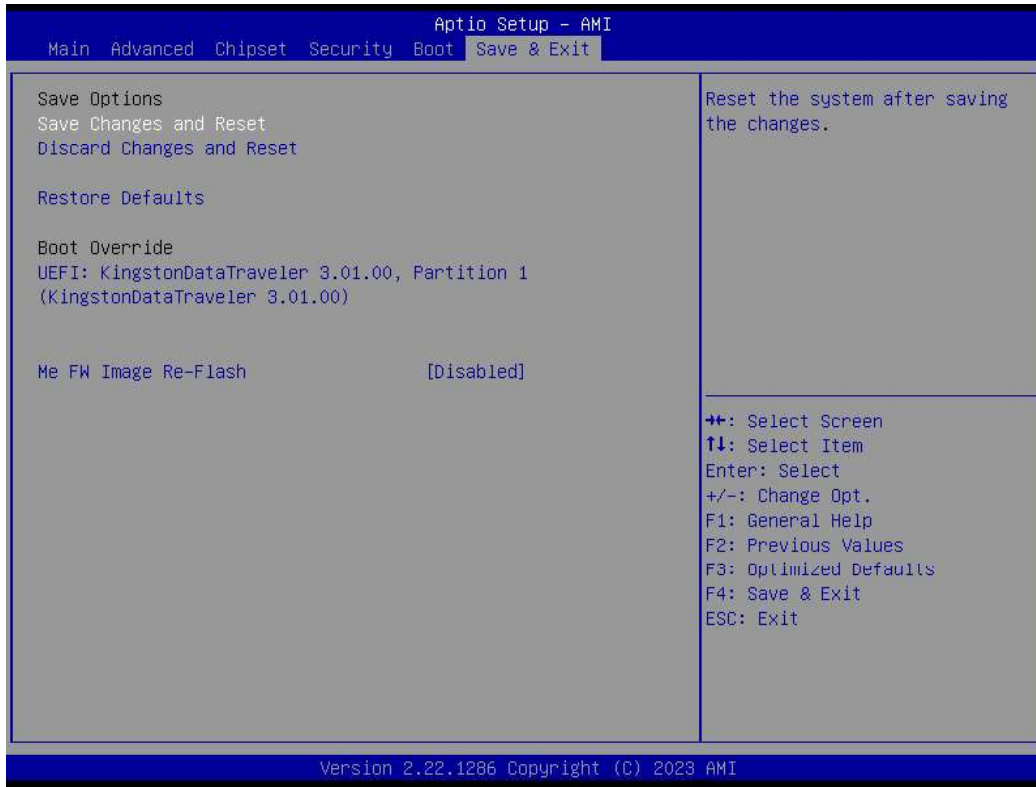 Aptio Setup – AMI
Main Advanced Chipset Security Boot Save & Exit
Save Options
Save Changes and Reset
Discard Changes and Reset
Restore Defaults
Boot Override
UEFI: KingstonDataTraveler 3.01.00, Partition 1
(KingstonDataTraveler 3.01.00)
Me FW Image Re-Flash [Disabled]
Reset the system after saving
the changes.
→←: Select Screen
↑↓: Select Item
Enter: Select
+/-: Change Opt.
F1: General Help
F2: Previous Values
F3: Optimized Defaults
F4: Save & Exit
ESC: Exit
Version 2.22.1286 Copyright (C) 2023 AMI